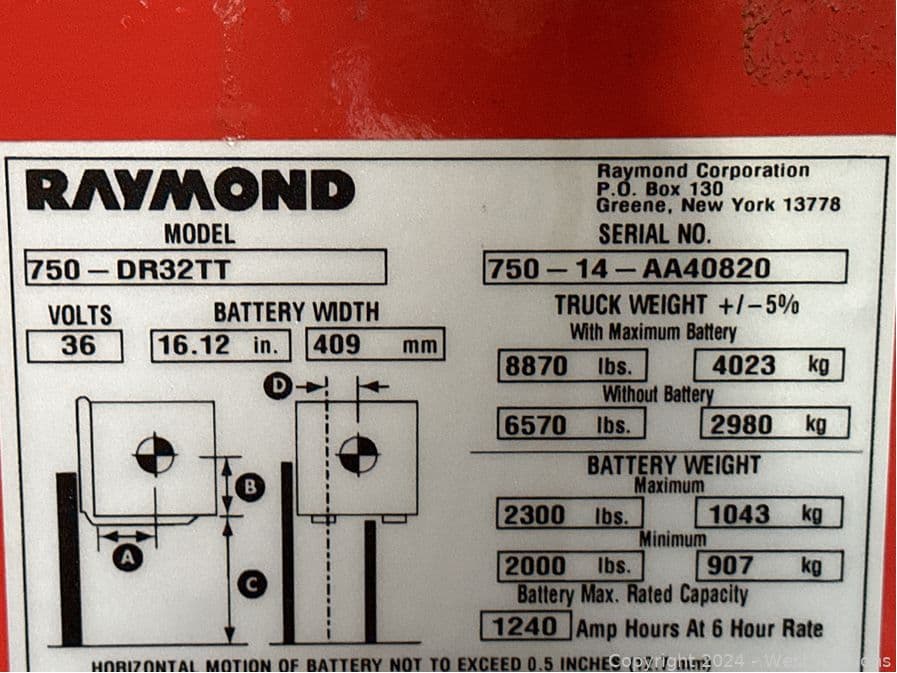 RAYMOND
Raymond Corporation
P.O. Box 130
Greene, New York 13778
MODEL
SERIAL NO.
750 – DR32TT
750 – 14 – AA40820
VOLTS
BATTERY WIDTH
36
16.12 in.
409 mm
TRUCK WEIGHT +/–5%
With Maximum Battery
8870 lbs.
4023 kg
Without Battery
6570 lbs.
2980 kg
D
B
A
C
BATTERY WEIGHT
Maximum
2300 lbs.
1043 kg
Minimum
2000 lbs.
907 kg
Battery Max. Rated Capacity
1240 Amp Hours At 6 Hour Rate
HORIZONTAL MOTION OF BATTERY NOT TO EXCEED 0.5 INCHES
Copyright 2024 -